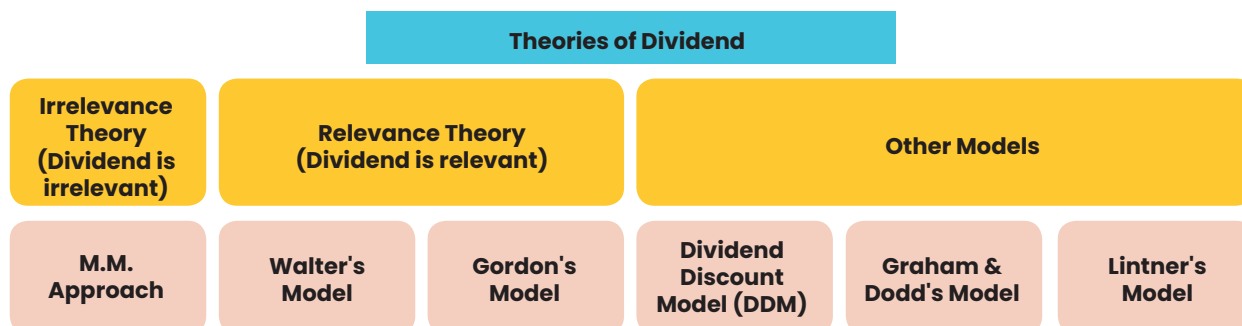 Theories of Dividend
Irrelevance
Theory
(Dividend is
irrelevant)
Relevance Theory
(Dividend is relevant)
Other Models
M.M.
Approach
Walter's
Model
Gordon's
Model
Dividend
Discount
Model (DDM)
Graham &
Dodd's Model
Lintner's
Model